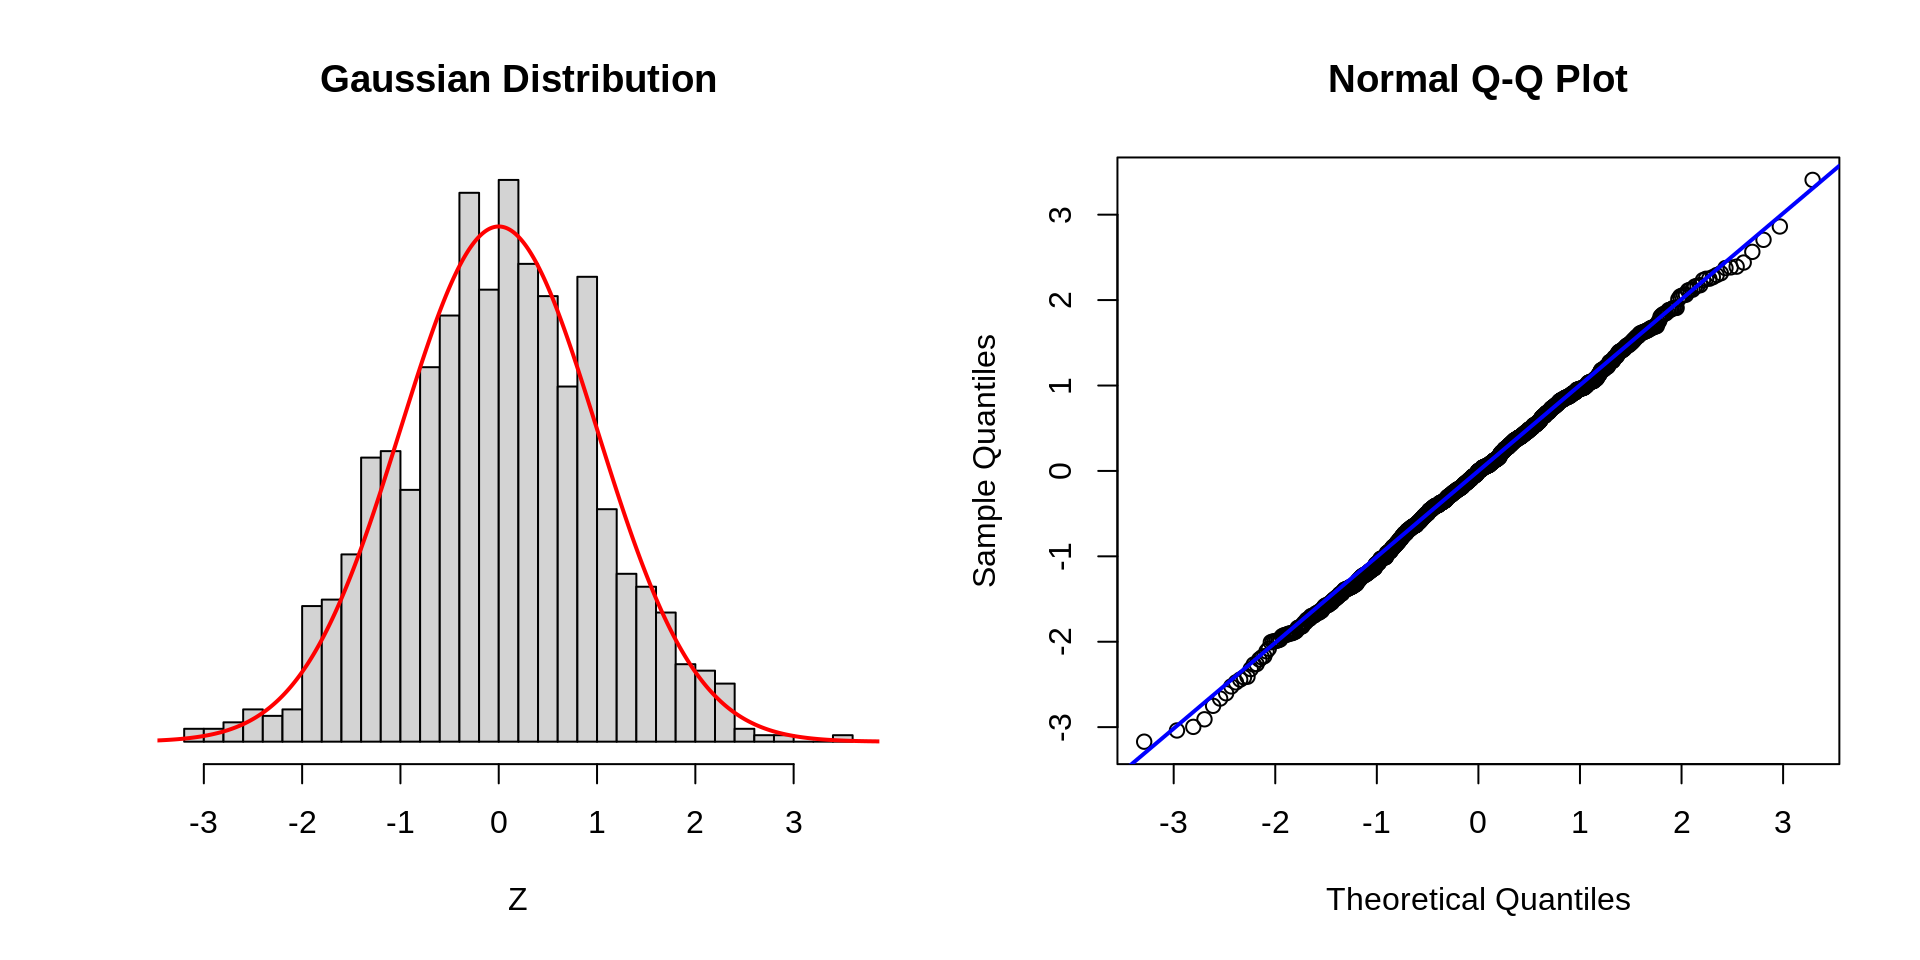 Gaussian Distribution
-3 -2 -1 0 1 2 3
Z
Normal Q-Q Plot
Sample Quantiles
3
2
1
0
-1
-2
-3
-3 -2 -1 0 1 2 3
Theoretical Quantiles